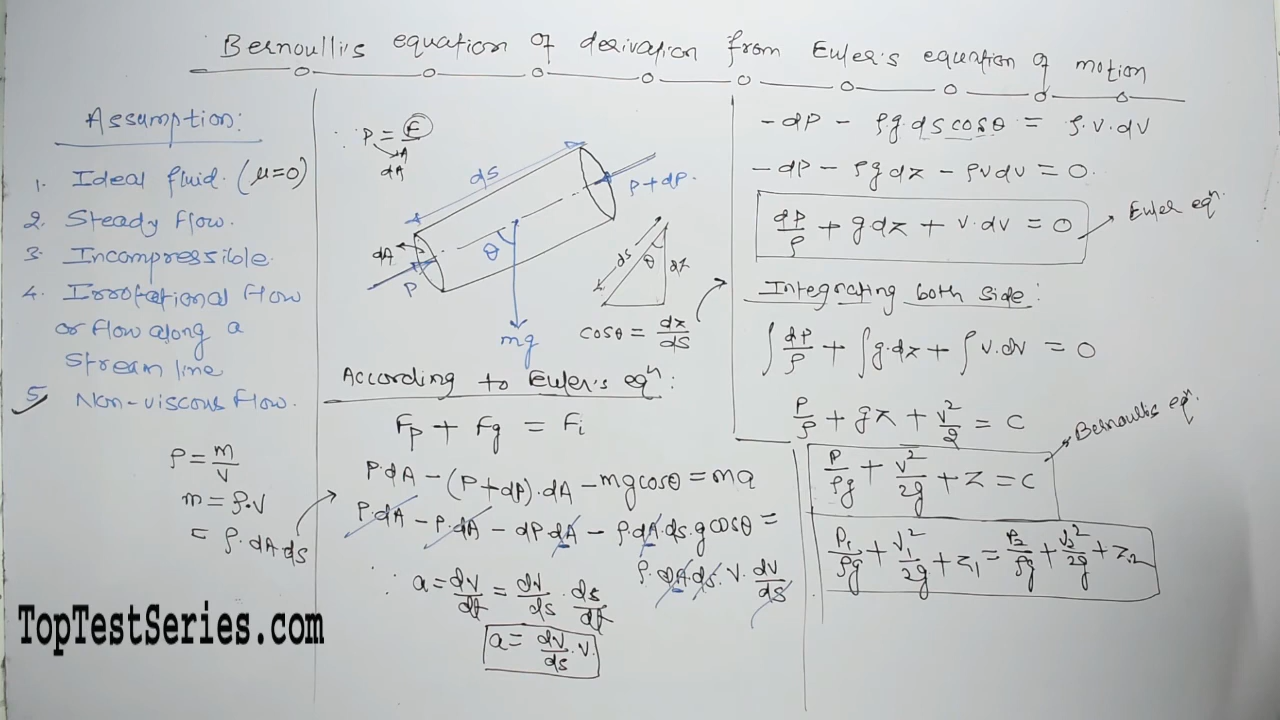 Bernoulli's equation of derivation from Euler's equation of motion
Assumption:
1. Ideal fluid. (μ=0)
2. Steady flow.
3. Incompressible.
4. Irrotational flow
or flow along a
stream line
5. Non-viscous flow.
ρ = m/v
m = ρ.v
= ρ.dA.ds
TopTestSeries.com
∵ P = F/A
dA
ds
P+dp.
dA
P
θ
mg
ds
θ
dz
cosθ = dz/ds
According to Euler's eqⁿ:
Fp + Fg = Fi
P.dA - (P+dP).dA - mg cosθ = ma
P.dA - P.dA - dP.dA - ρ.dA.ds.g cosθ =
ρ.dA.ds.v.dv/ds
∴ a = dv/dt = dv/ds . ds/dt
a = dv/ds . v.
-dP - ρg.ds cosθ = ρ.v.dv
-dP - ρg dz - ρvdv = 0.
dp/ρ + g dz + v.dv = 0
Euler eqⁿ.
Integrating both side:
∫ dp/ρ + ∫ g.dz + ∫ v.dv = 0
P/ρ + gz + v²/2 = C
Bernoullis eqⁿ.
P/ρg + v²/2g + z = C
P₁/ρg + v₁²/2g + z₁ = P₂/ρg + v₂²/2g + z₂